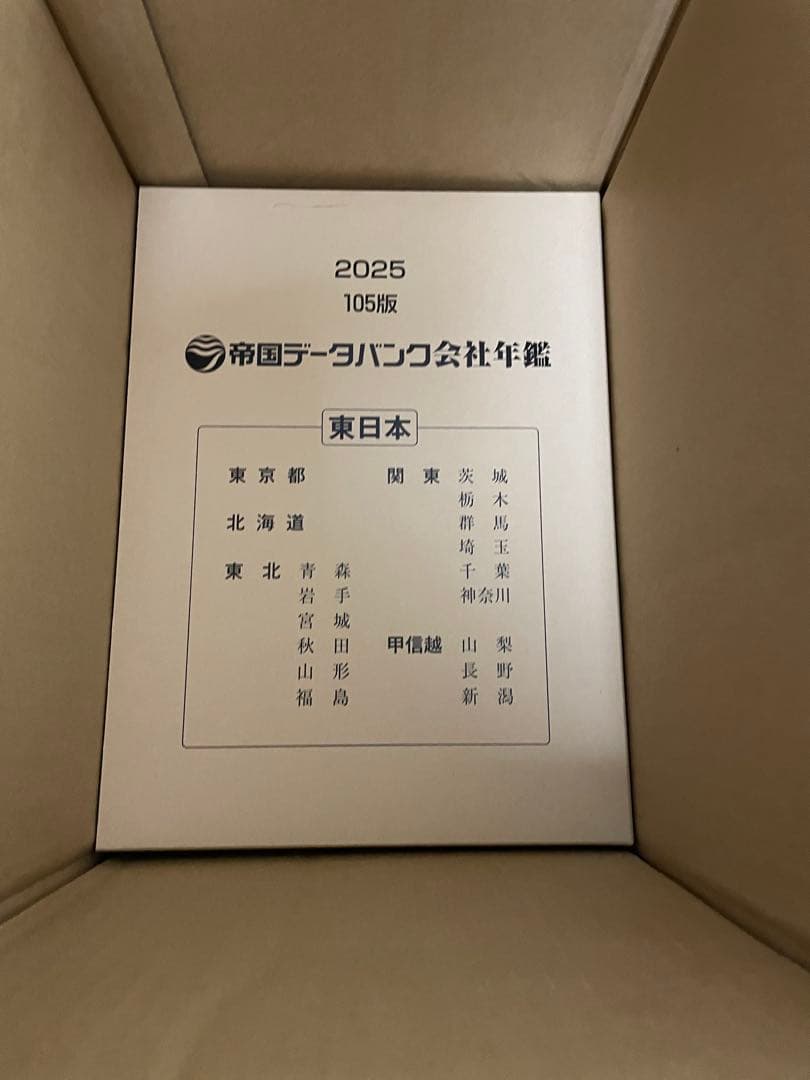 2025
105版
帝国データバンク会社年鑑
東日本
東京都
北海道
東北 青森
岩手
宮城
秋田
山形
福島
関東 茨城
栃木
群馬
埼玉
千葉
神奈川
甲信越 山梨
長野
新潟